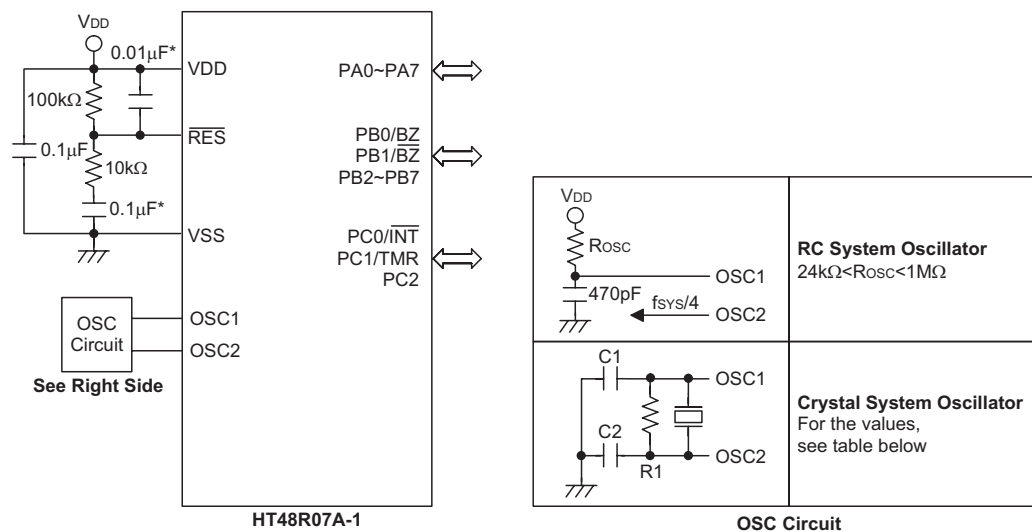 VDD
0.01μF*
VDD
100kΩ
RES
0.1μF
10kΩ
0.1μF*
VSS
OSC
Circuit
OSC1
OSC2
See Right Side
PA0~PA7
PB0/BZ
PB1/BZ
PB2~PB7
PC0/INT
PC1/TMR
PC2
HT48R07A-1
VDD
ROSC
OSC1
470pF
fSYS/4
OSC2
RC System Oscillator
24kΩ<ROSC<1MΩ
C1
OSC1
C2
OSC2
R1
Crystal System Oscillator
For the values,
see table below
OSC Circuit